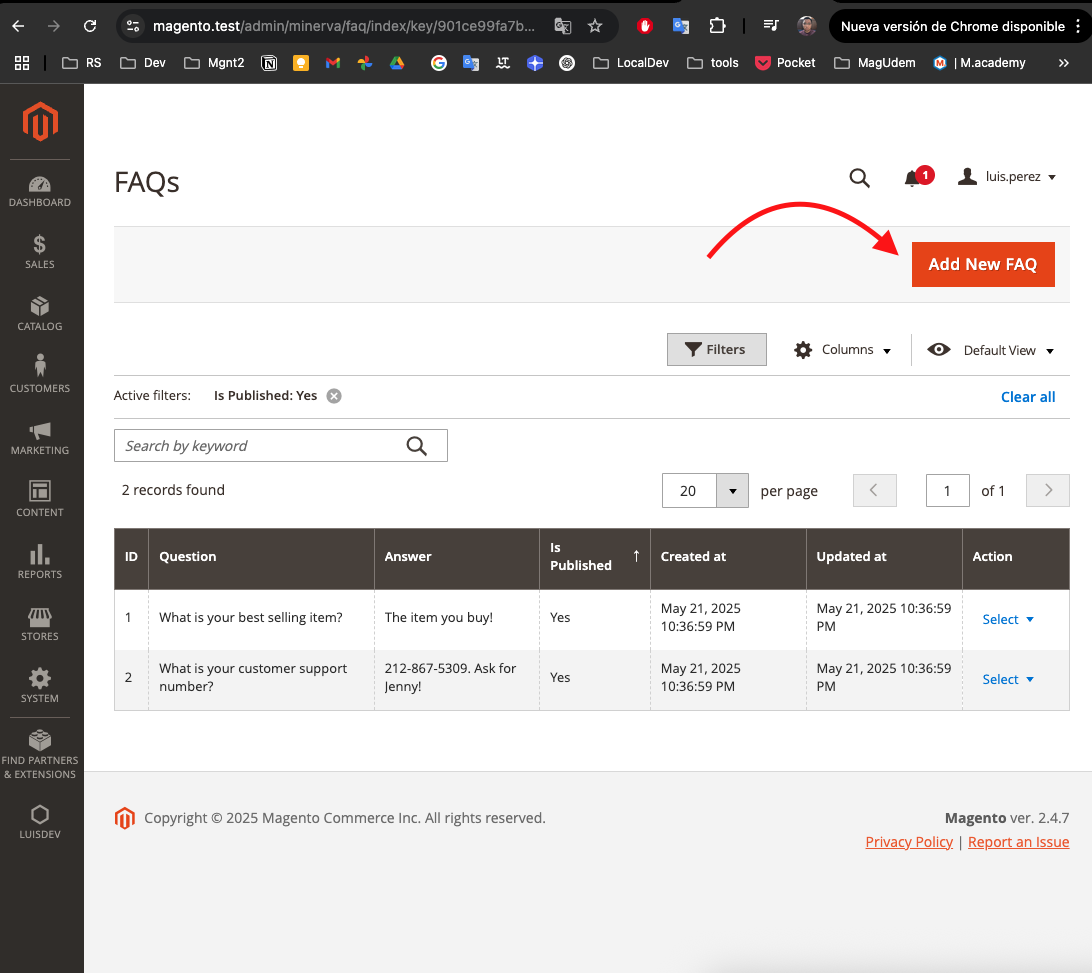 magento.test/admin/minerva/faq/index/key/901ce99fa7b...
Nueva versión de Chrome disponible
RS
Dev
Mgnt2
LocalDev
tools
Pocket
MagUdem
| M.academy
DASHBOARD
SALES
CATALOG
CUSTOMERS
MARKETING
CONTENT
REPORTS
STORES
SYSTEM
FIND PARTNERS
& EXTENSIONS
LUISDEV
FAQs
1
luis.perez
Add New FAQ
Filters
Columns
Default View
Active filters: Is Published: Yes
Clear all
Search by keyword
2 records found
20 per page
1 of 1
ID Question Answer Is Published ↑ Created at Updated at Action
1 What is your best selling item? The item you buy! Yes May 21, 2025 10:36:59 PM May 21, 2025 10:36:59 PM Select
2 What is your customer support number? 212-867-5309. Ask for Jenny! Yes May 21, 2025 10:36:59 PM May 21, 2025 10:36:59 PM Select
Copyright © 2025 Magento Commerce Inc. All rights reserved.
Magento ver. 2.4.7
Privacy Policy | Report an Issue